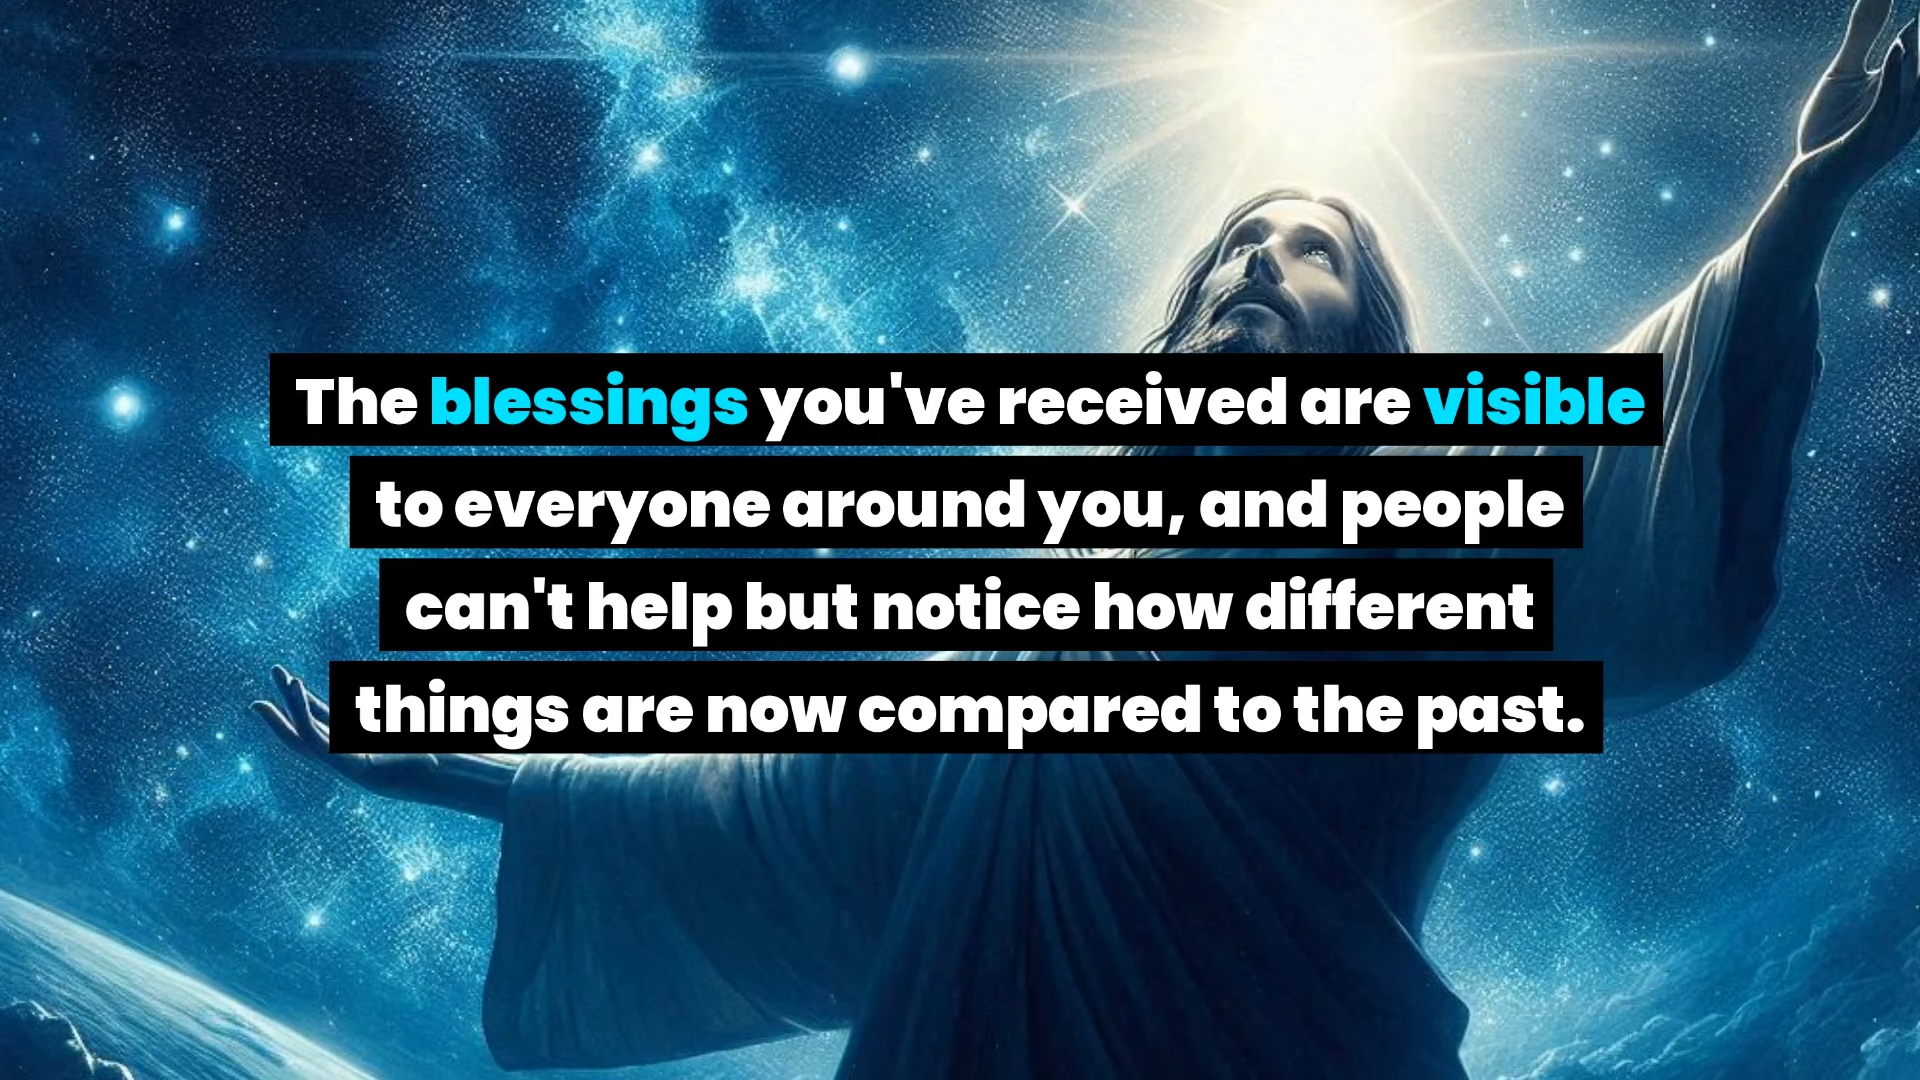 The blessings you've received are visible
to everyone around you, and people
can't help but notice how different
things are now compared to the past.